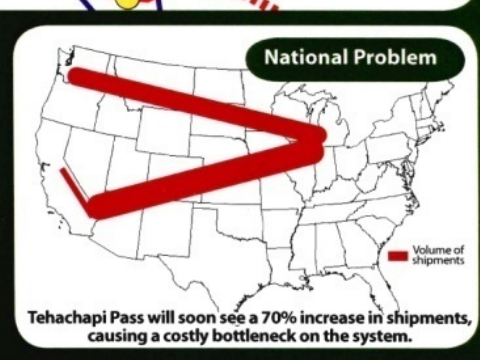 National Problem
Volume of
shipments
Tehachapi Pass will soon see a 70% increase in shipments,
causing a costly bottleneck on the system.